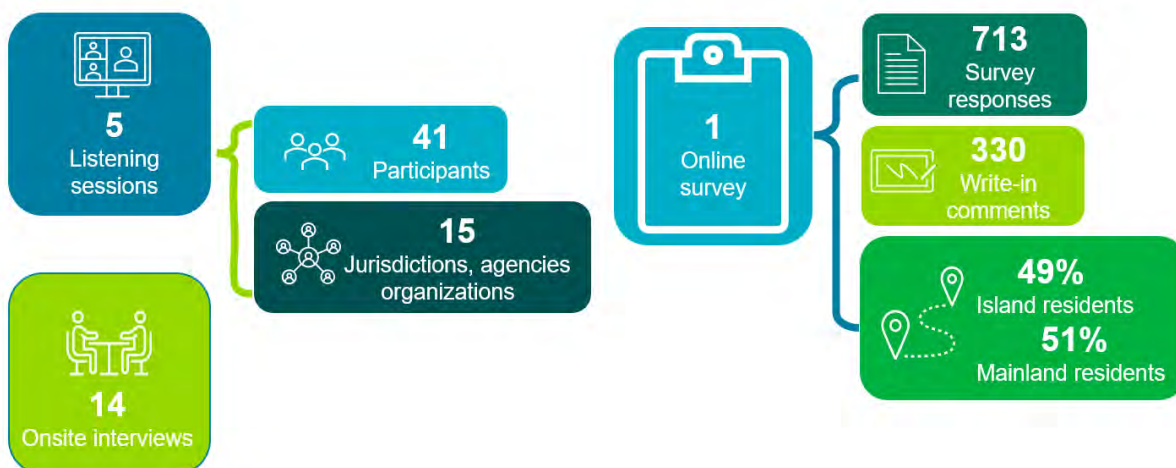 5
Listening
sessions
41
Participants
15
Jurisdictions, agencies
organizations
14
Onsite interviews
1
Online
survey
713
Survey
responses
330
Write-in
comments
49%
Island residents
51%
Mainland residents